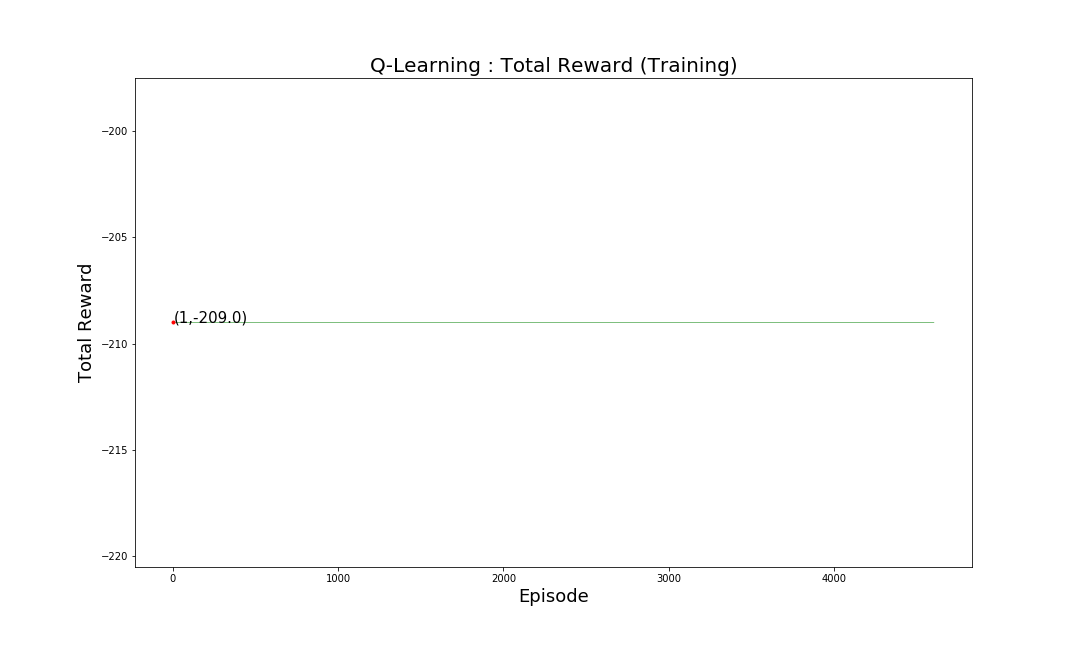 Q-Learning : Total Reward (Training)
Total Reward
−200
−205
(1,-209.0)
−210
−215
−220
0 1000 2000 3000 4000
Episode